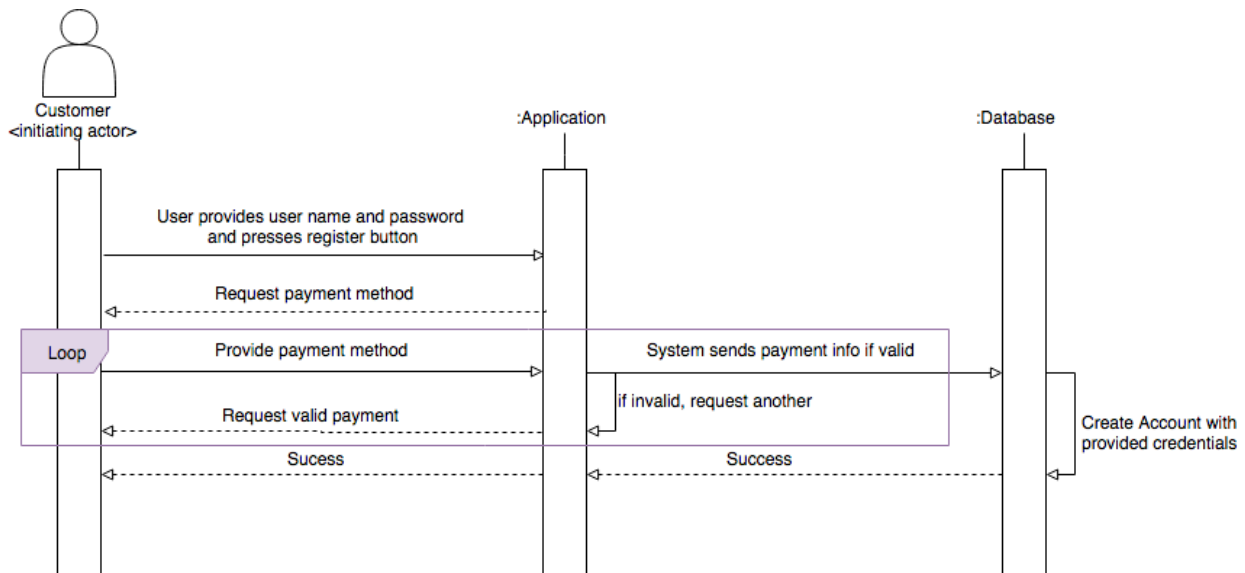 Customer
<initiating actor>
:Application
:Database
User provides user name and password
and presses register button
Request payment method
Loop
Provide payment method
System sends payment info if valid
if invalid, request another
Request valid payment
Create Account with
provided credentials
Sucess
Success